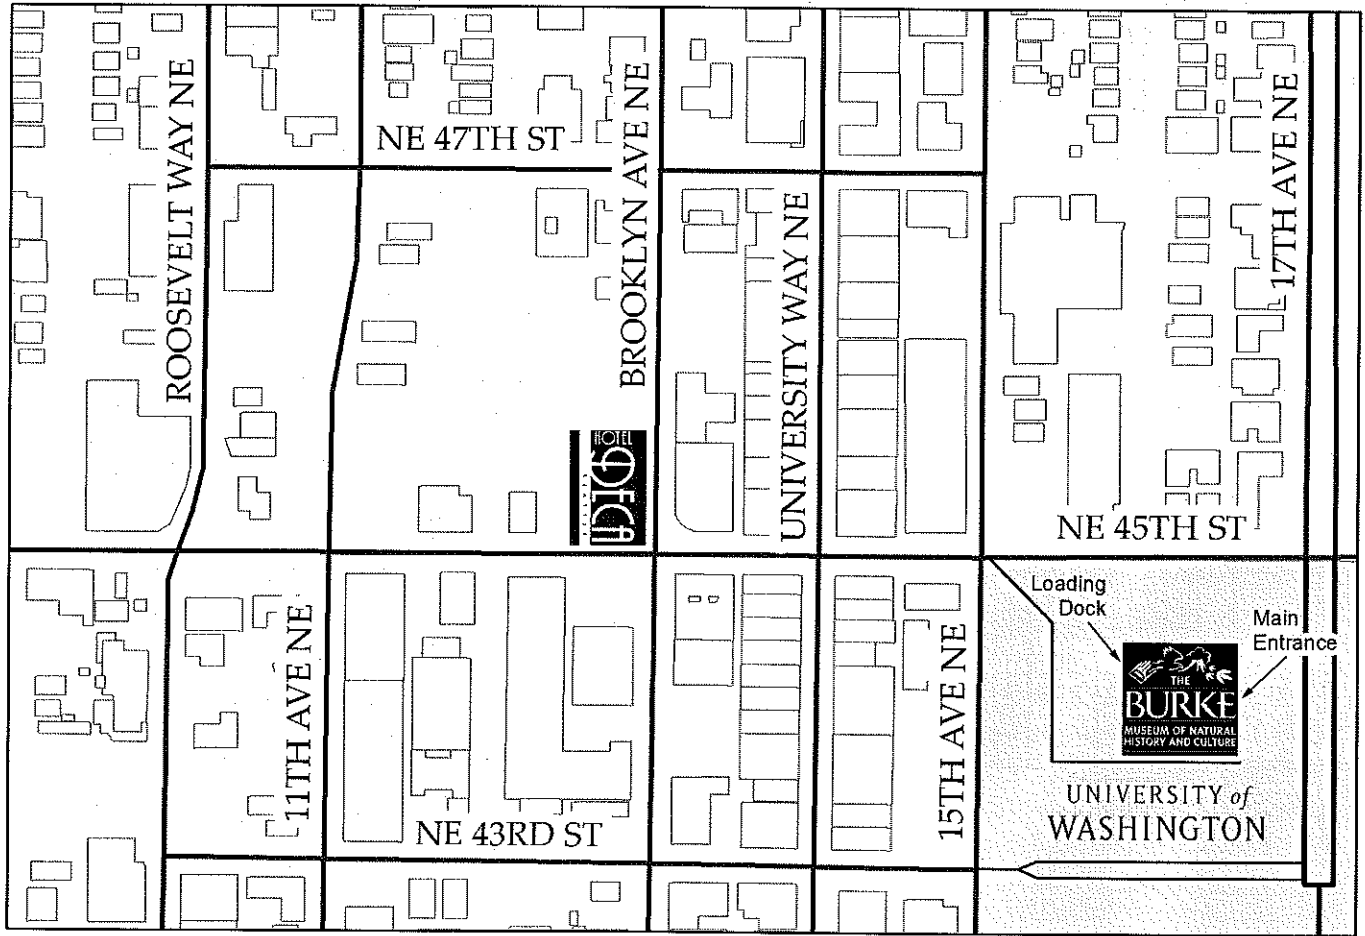 ROOSEVELT WAY NE
NE 47TH ST
BROOKLYN AVE NE
UNIVERSITY WAY NE
17TH AVE NE
HOTEL
DECA
NE 45TH ST
Loading
Dock
Main
Entrance
THE
BURKE
MUSEUM OF NATURAL
HISTORY AND CULTURE
11TH AVE NE
NE 43RD ST
15TH AVE NE
UNIVERSITY of
WASHINGTON